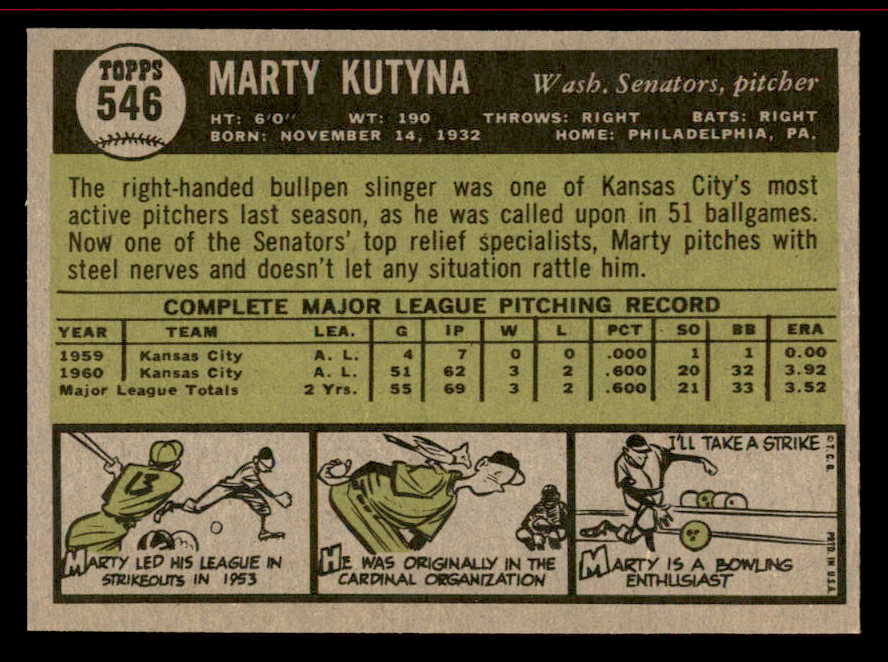 TOPPS
546
MARTY KUTYNA
Wash. Senators, pitcher
HT: 6'0" WT: 190 THROWS: RIGHT BATS: RIGHT
BORN: NOVEMBER 14, 1932 HOME: PHILADELPHIA, PA.
The right-handed bullpen slinger was one of Kansas City's most
active pitchers last season, as he was called upon in 51 ballgames.
Now one of the Senators' top relief specialists, Marty pitches with
steel nerves and doesn't let any situation rattle him.
COMPLETE MAJOR LEAGUE PITCHING RECORD
YEAR TEAM LEA. G IP W L PCT SO BB ERA
1959 Kansas City A. L. 4 7 0 0 .000 1 1 0.00
1960 Kansas City A. L. 51 62 3 2 .600 20 32 3.92
Major League Totals 2 Yrs. 55 69 3 2 .600 21 33 3.52
13
MARTY LED HIS LEAGUE IN
STRIKEOUTS IN 1953
HE WAS ORIGINALLY IN THE
CARDINAL ORGANIZATION
I'LL TAKE A STRIKE
MARTY IS A BOWLING
ENTHUSIAST
© T.C.G.
PRTD. IN U.S.A.